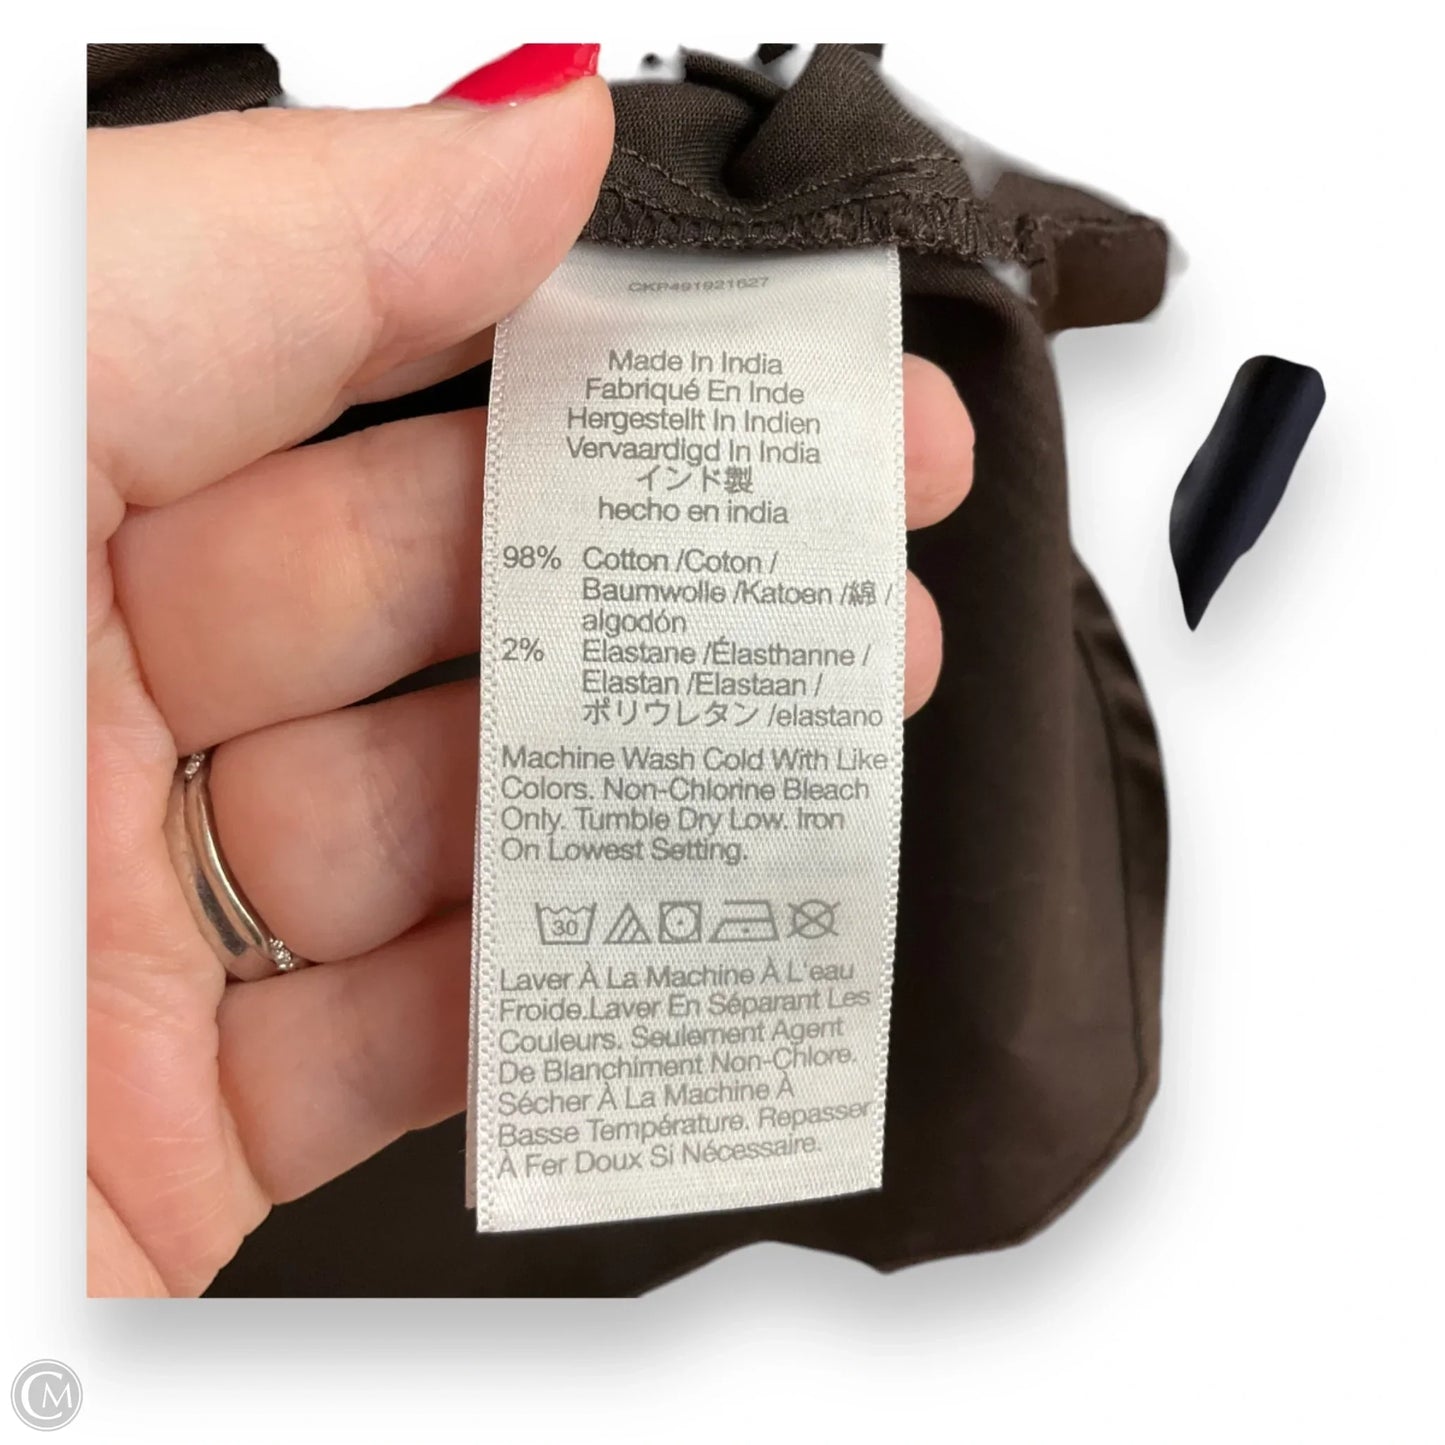 CKP491921627
Made In India
Fabriqué En Inde
Hergestellt In Indien
Vervaardigd In India
インド製
hecho en india
98% Cotton /Coton /
Baumwolle /Katoen /綿 /
algodón
2% Elastane /Élasthanne /
Elastan /Elastaan /
ポリウレタン /elastano
Machine Wash Cold With Like
Colors. Non-Chlorine Bleach
Only. Tumble Dry Low. Iron
On Lowest Setting.
30
Laver À La Machine À L'eau
Froide.Laver En Séparant Les
Couleurs. Seulement Agent
De Blanchiment Non-Chlore.
Sécher À La Machine À
Basse Température. Repasser
À Fer Doux Si Nécessaire.
CM